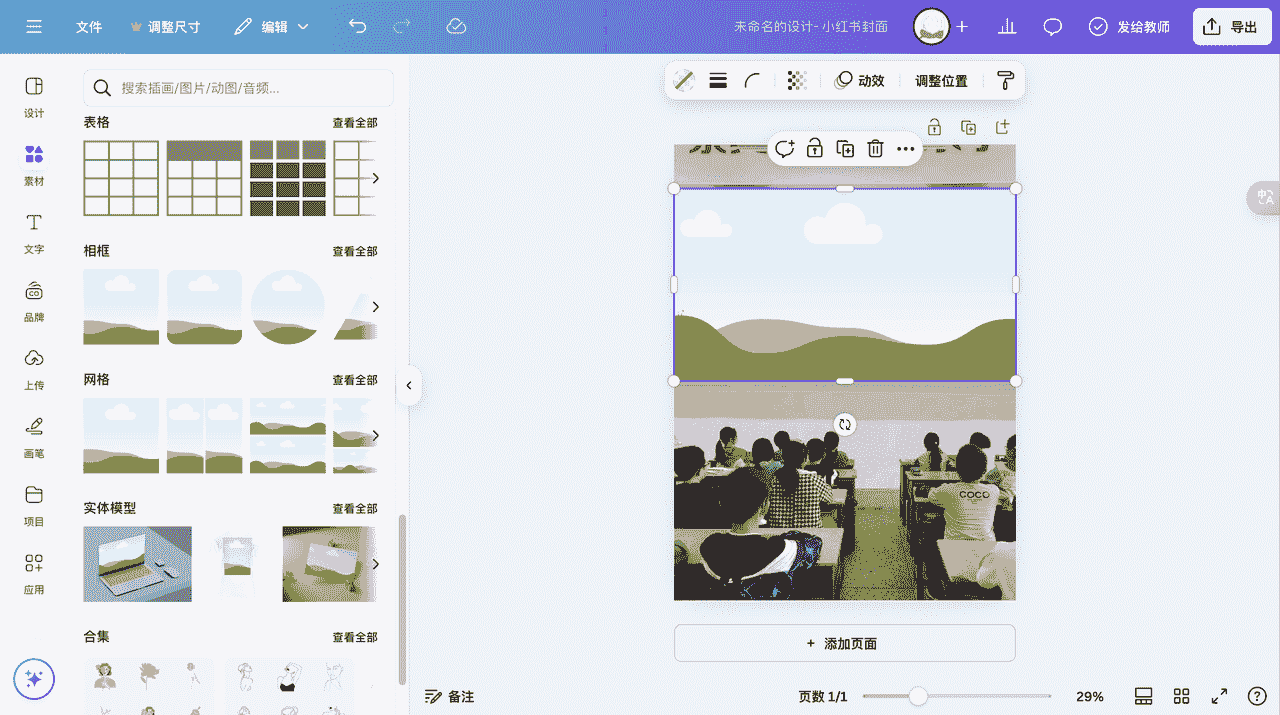 文件
调整尺寸
编辑
未命名的设计- 小红书封面
发给教师
导出
搜索插画/图片/动图/音频...
设计
素材
文字
品牌
上传
画笔
项目
应用
表格
查看全部
相框
查看全部
网格
查看全部
实体模型
查看全部
合集
查看全部
动效
调整位置
COCO
+ 添加页面
备注
页数 1/1
29%